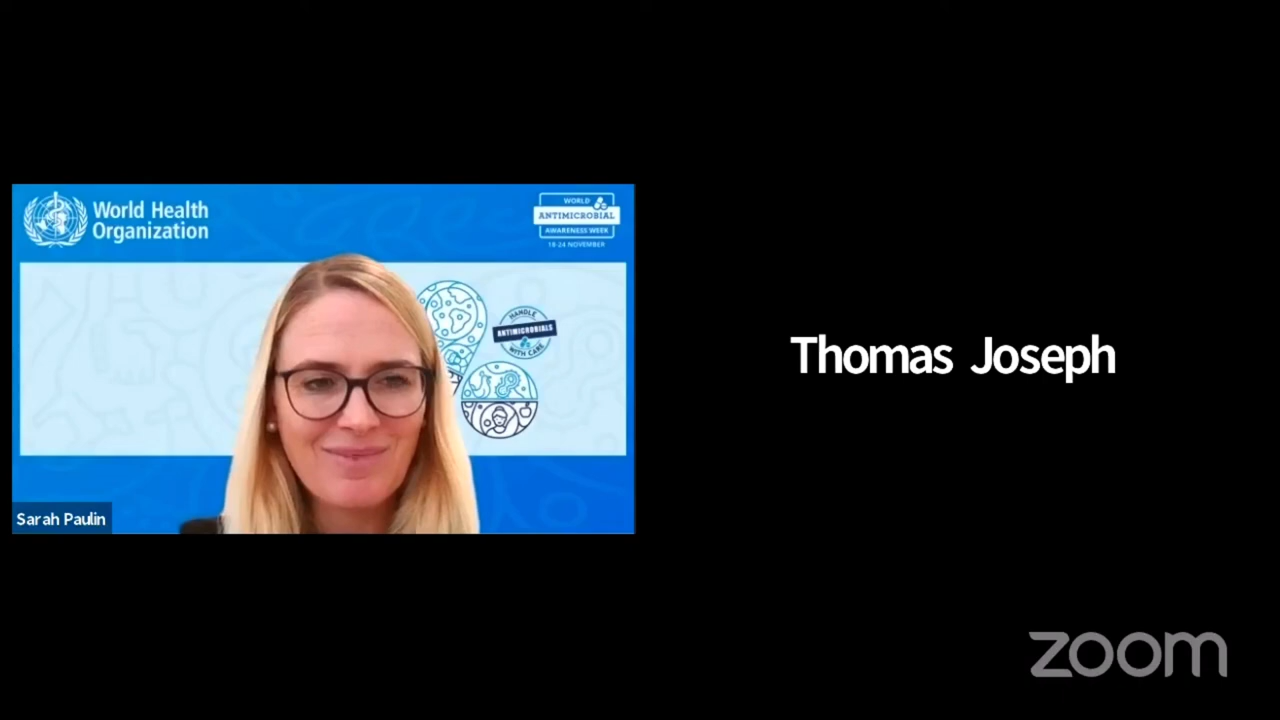 World Health
Organization
WORLD
ANTIMICROBIAL
AWARENESS WEEK
18-24 NOVEMBER
HANDLE
ANTIMICROBIALS
WITH CARE
Sarah Paulin
Thomas Joseph
zoom